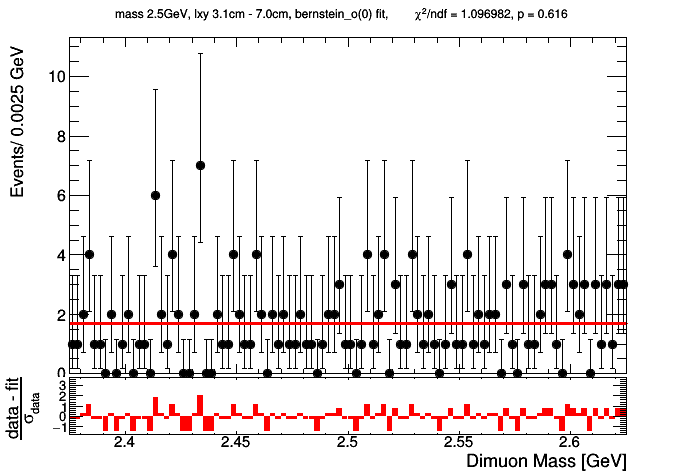 mass 2.5GeV, lxy 3.1cm - 7.0cm, bernstein_o(0) fit, χ²/ndf = 1.096982, p = 0.616
Events/ 0.0025 GeV
10
8
6
4
2
0
data - fit
σ_data
3
2
1
0
−1
2.4 2.45 2.5 2.55 2.6
Dimuon Mass [GeV]